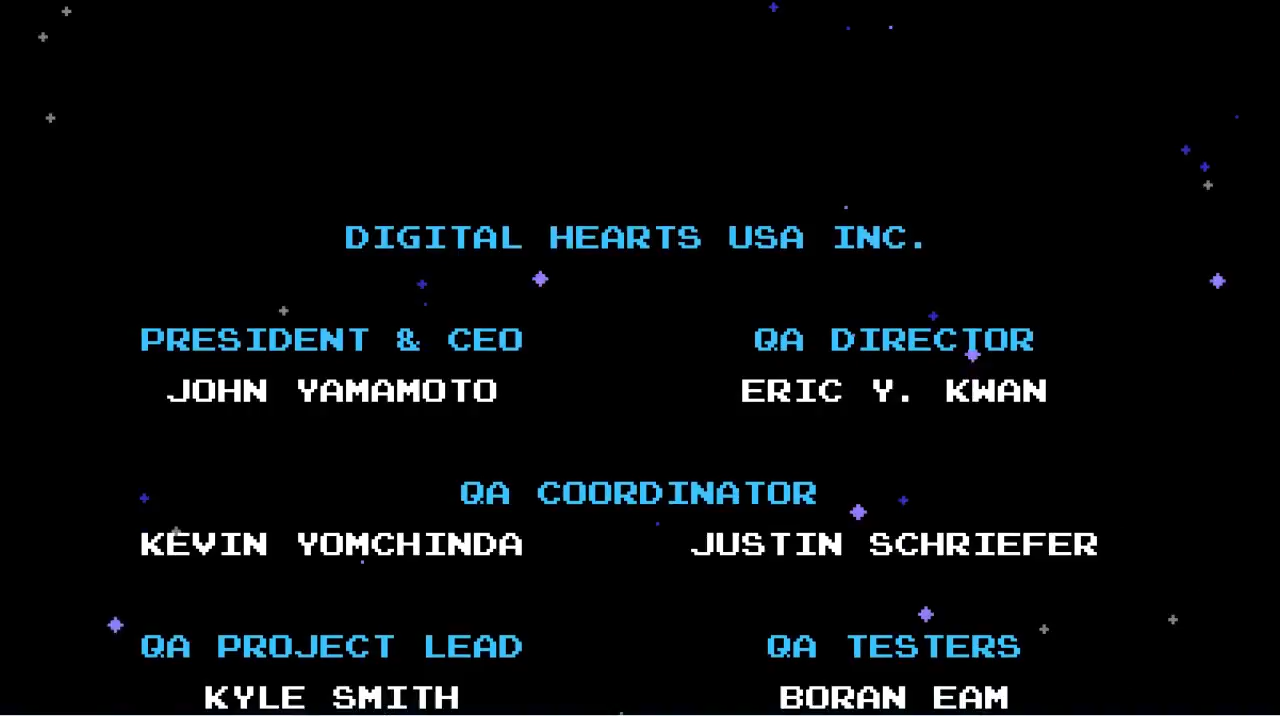 DIGITAL HEARTS USA INC.
PRESIDENT & CEO QA DIRECTOR
JOHN YAMAMOTO ERIC Y. KWAN
QA COORDINATOR
KEVIN YOMCHINDA JUSTIN SCHRIEFER
QA PROJECT LEAD QA TESTERS
KYLE SMITH BORAN EAM